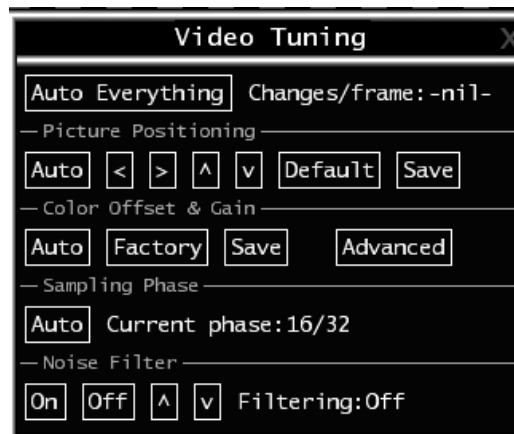 Video Tuning X
Auto Everything Changes/frame:-nil-
Picture Positioning
Auto < > ^ v Default Save
Color Offset & Gain
Auto Factory Save Advanced
Sampling Phase
Auto Current phase:16/32
Noise Filter
On Off ^ v Filtering:Off